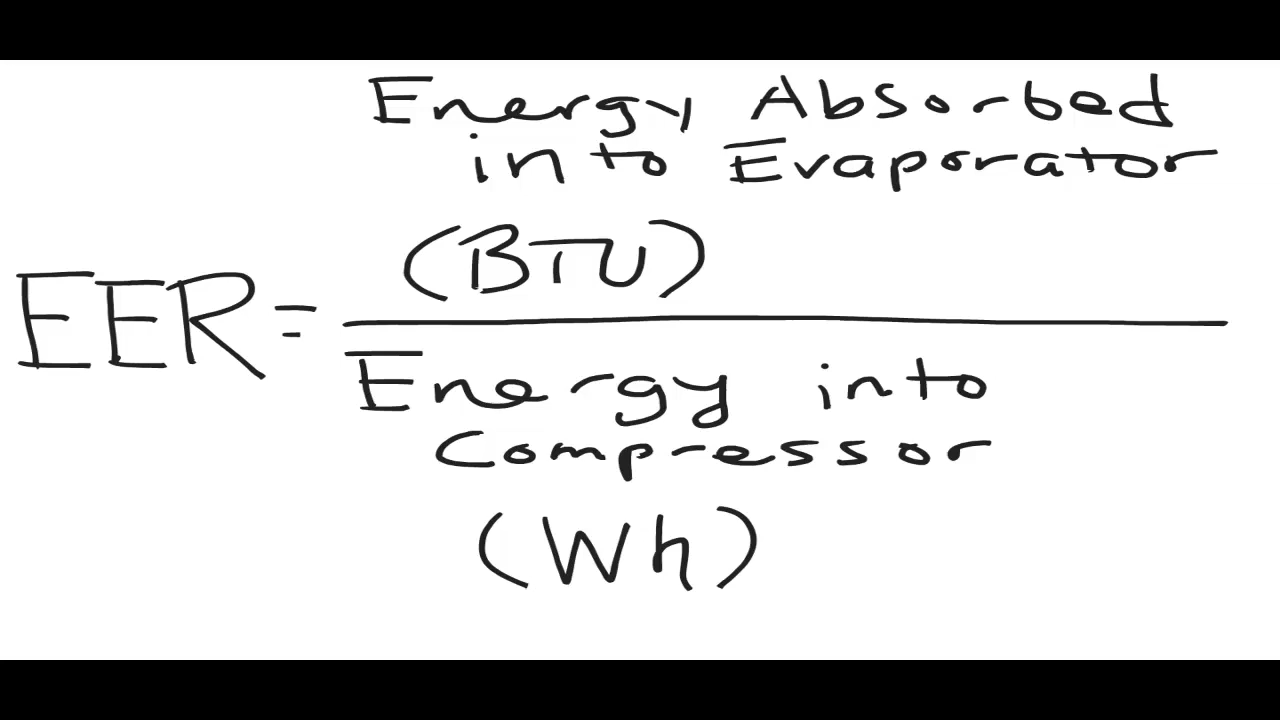 Energy Absorbed
into Evaporator
(BTU)
EER=
Energy into
Compressor
(Wh)